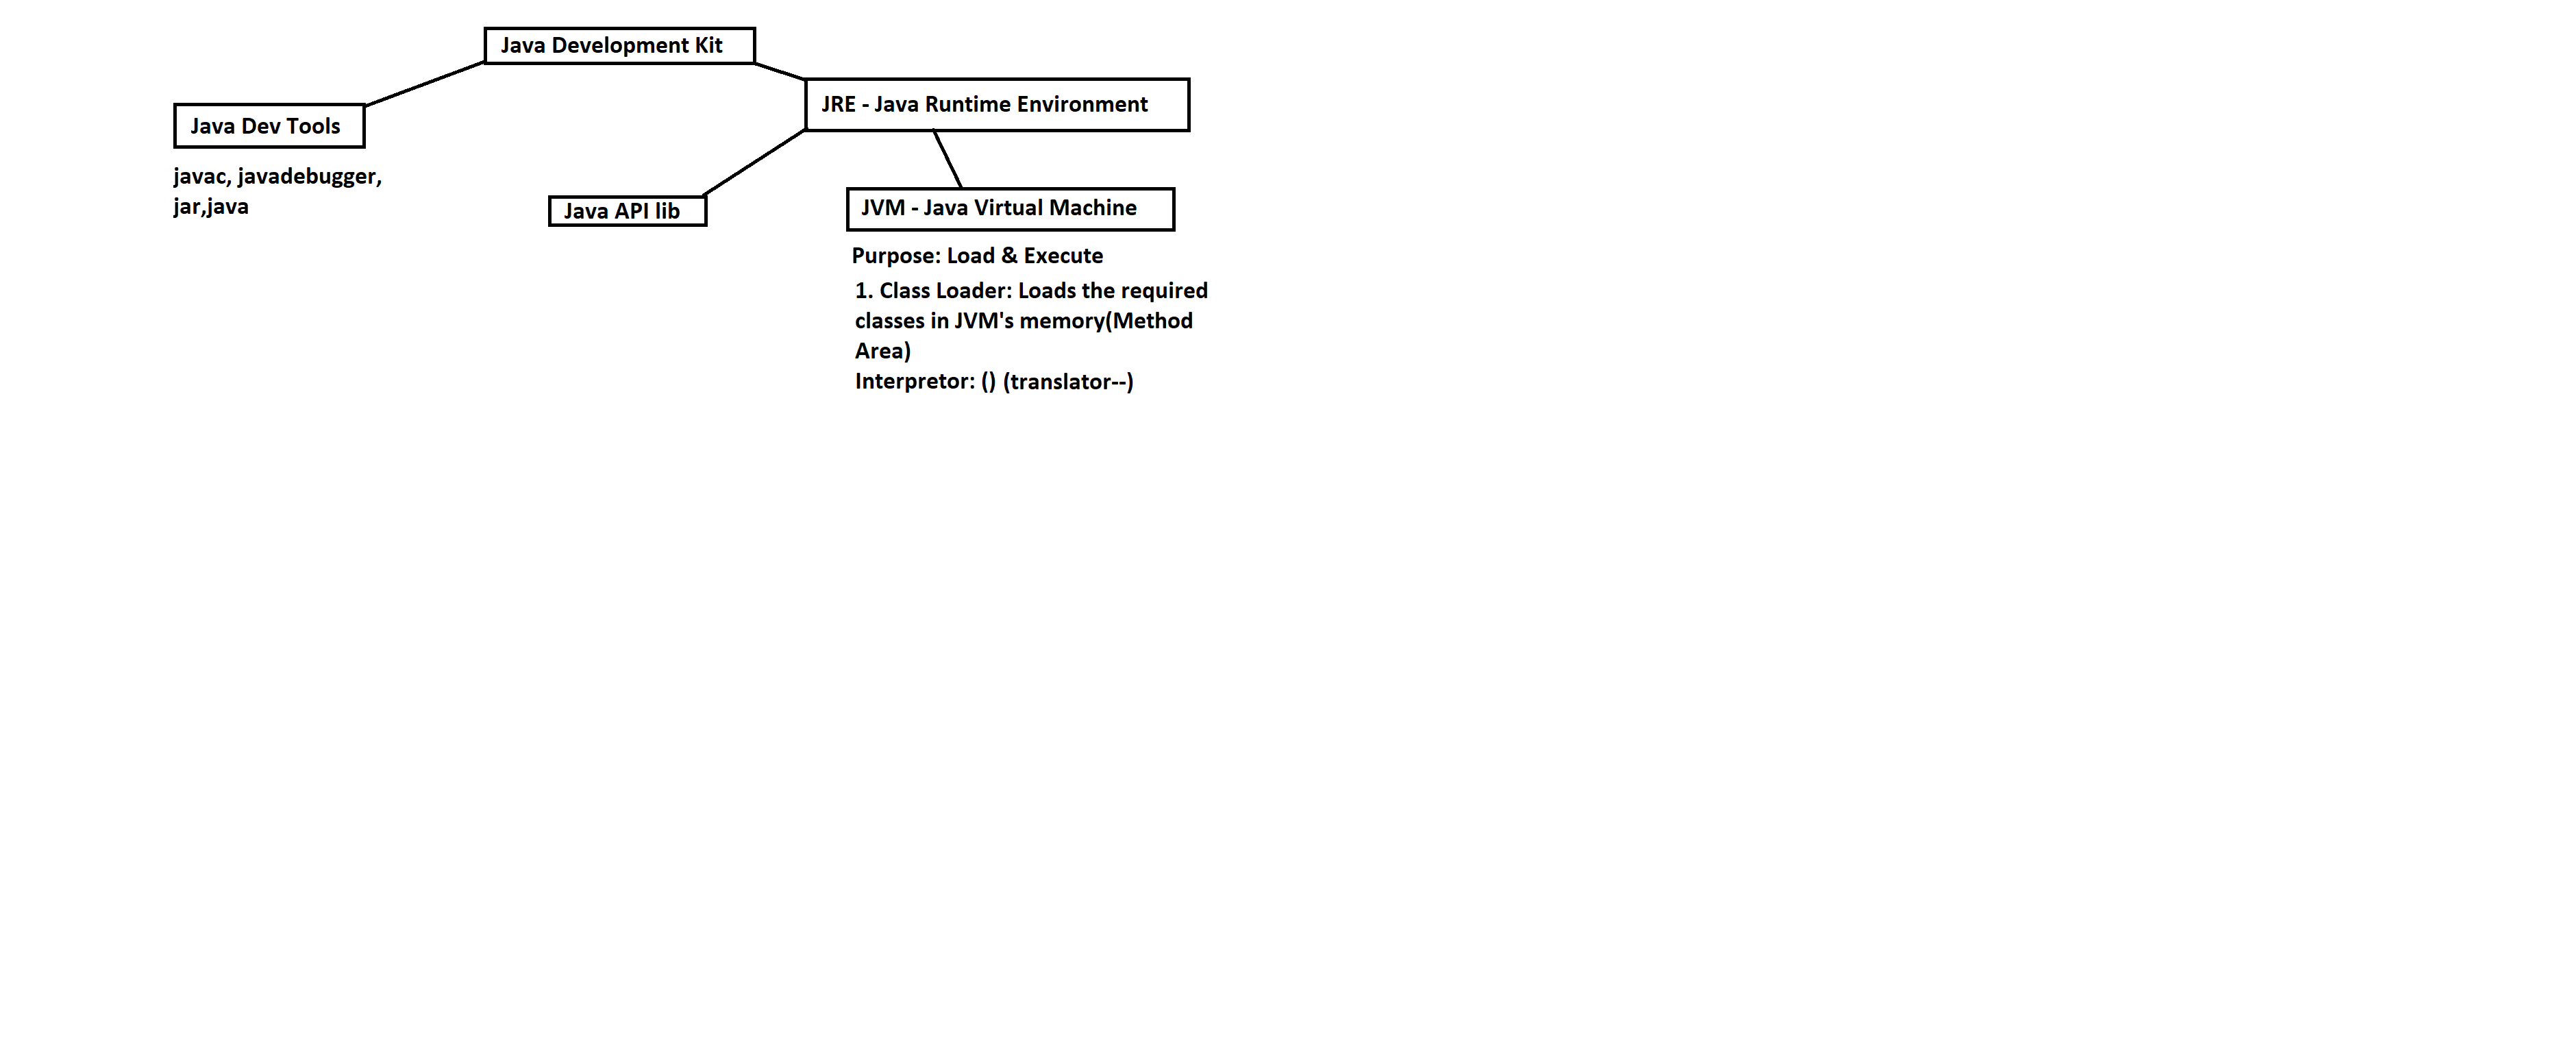 Java Development Kit
JRE - Java Runtime Environment
Java Dev Tools
javac, javadebugger,
jar,java
Java API lib
JVM - Java Virtual Machine
Purpose: Load & Execute
1. Class Loader: Loads the required
classes in JVM's memory(Method
Area)
Interpretor: () (translator--)